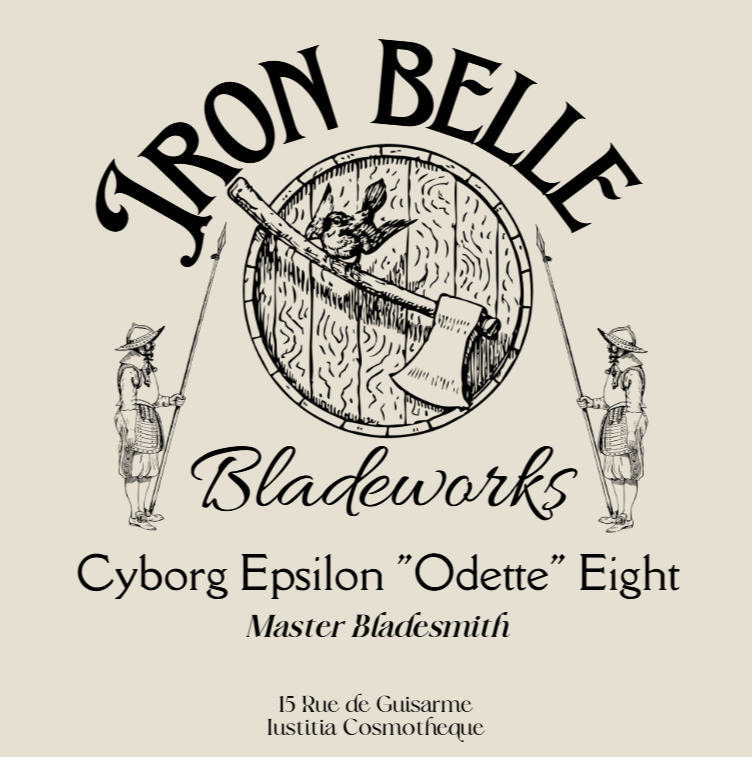 IRON BELLE
Bladeworks
Cyborg Epsilon "Odette" Eight
Master Bladesmith
15 Rue de Guisarme
Iustitia Cosmotheque